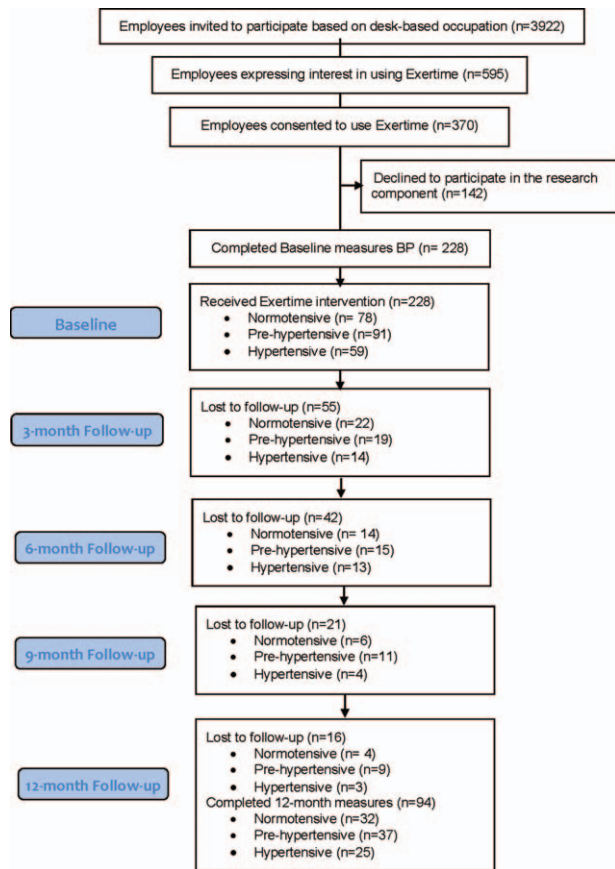 Employees invited to participate based on desk-based occupation (n=3922)
Employees expressing interest in using Exertime (n=595)
Employees consented to use Exertime (n=370)
Declined to participate in the research
component (n=142)
Completed Baseline measures BP (n= 228)
Baseline
Received Exertime intervention (n=228)
• Normotensive (n= 78)
• Pre-hypertensive (n=91)
• Hypertensive (n=59)
3-month Follow-up
Lost to follow-up (n=55)
• Normotensive (n=22)
• Pre-hypertensive (n=19)
• Hypertensive (n=14)
6-month Follow-up
Lost to follow-up (n=42)
• Normotensive (n= 14)
• Pre-hypertensive (n=15)
• Hypertensive (n=13)
9-month Follow-up
Lost to follow-up (n=21)
• Normotensive (n=6)
• Pre-hypertensive (n=11)
• Hypertensive (n=4)
12-month Follow-up
Lost to follow-up (n=16)
• Normotensive (n= 4)
• Pre-hypertensive (n=9)
• Hypertensive (n=3)
Completed 12-month measures (n=94)
• Normotensive (n=32)
• Pre-hypertensive (n=37)
• Hypertensive (n=25)